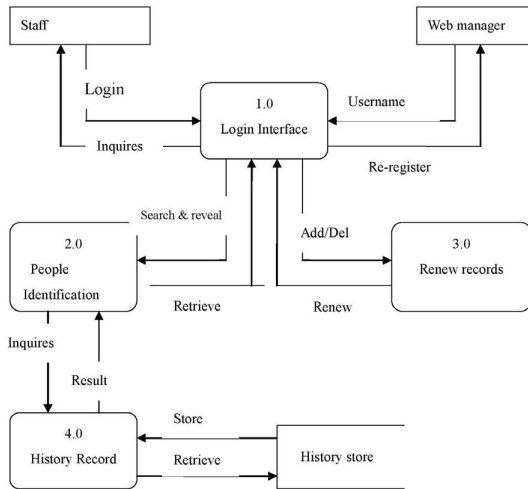 Staff
Web manager
Login
1.0
Login Interface
Username
Inquires
Re-register
Search & reveal
Add/Del
2.0
People
Identification
3.0
Renew records
Retrieve
Renew
Inquires
Result
4.0
History Record
Store
Retrieve
History store